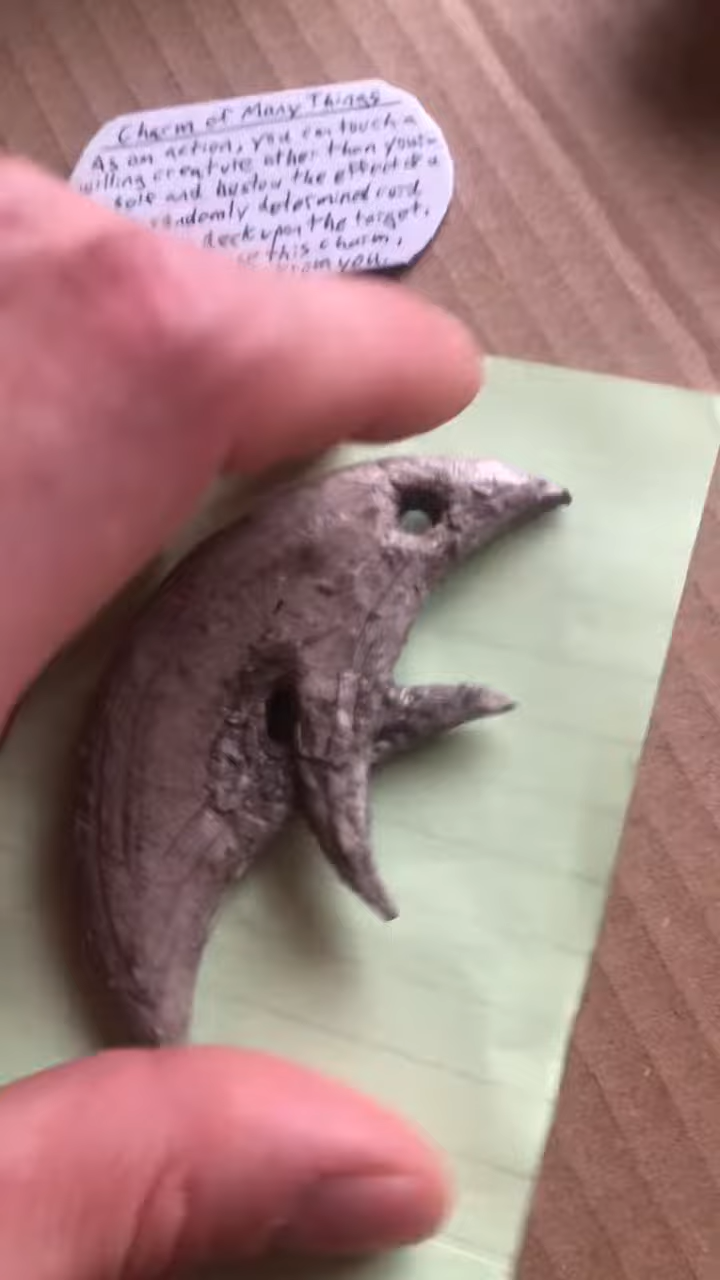 Charm of Many Things
As an action, you can touch a
willing creature other than your-
self and bestow the effect of a
randomly determined card
deck upon the target.
this charm,
from you.